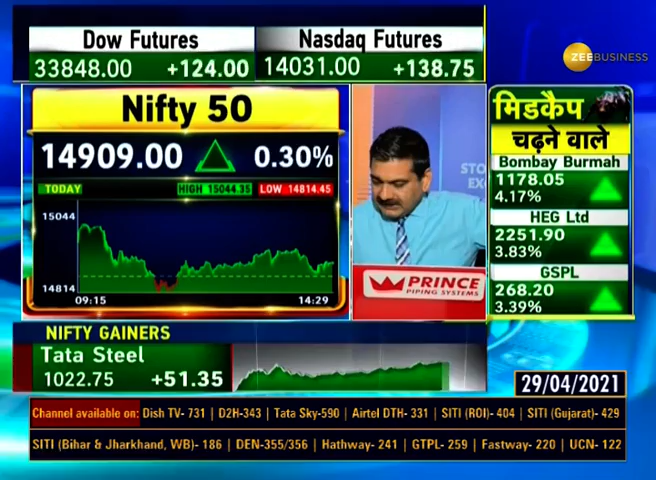 Dow Futures
33848.00 +124.00
Nasdaq Futures
14031.00 +138.75
ZEEBUSINESS
Nifty 50
14909.00 0.30%
TODAY HIGH 15044.35 LOW 14814.45
15044
14814
09:15 14:29
STO
EX
PRINCE
PIPING SYSTEMS
मिडकैप
चढ़ने वाले
Bombay Burmah
1178.05
4.17%
HEG Ltd
2251.90
3.83%
GSPL
268.20
3.39%
NIFTY GAINERS
Tata Steel
1022.75 +51.35
29/04/2021
Channel available on: Dish TV- 731 | D2H-343 | Tata Sky-590 | Airtel DTH- 331 | SITI (ROI)- 404 | SITI (Gujarat)- 429
SITI (Bihar & Jharkhand, WB)- 186 | DEN-355/356 | Hathway- 241 | GTPL- 259 | Fastway- 220 | UCN- 122